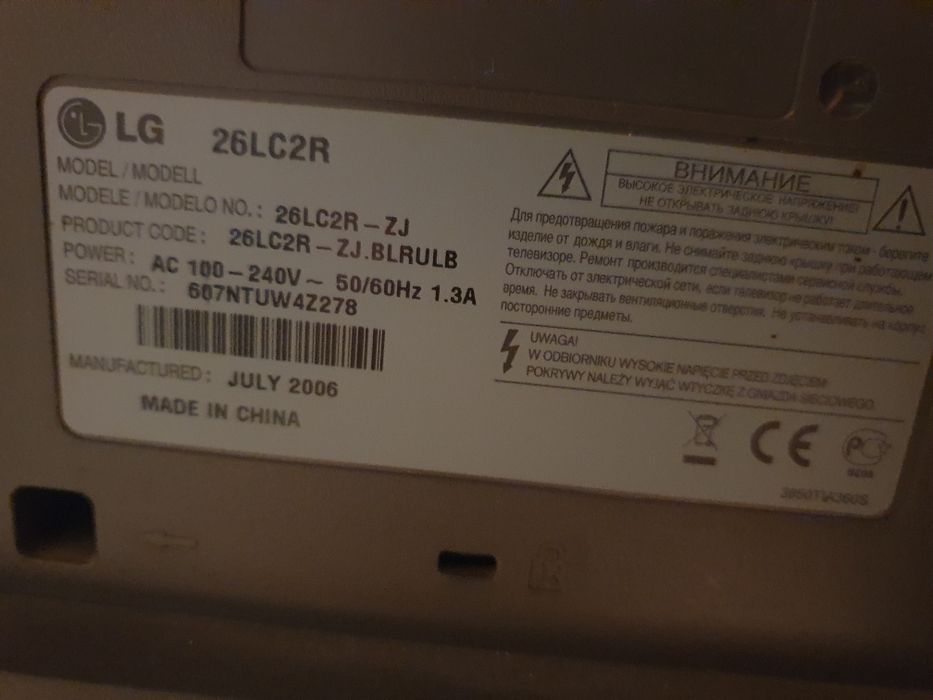 LG 26LC2R
MODEL / MODELL
MODELE / MODELO NO. : 26LC2R-ZJ
PRODUCT CODE : 26LC2R-ZJ.BLRULB
POWER : AC 100-240V~ 50/60Hz 1.3A
SERIAL NO. : 607NTUW4Z278
MANUFACTURED : JULY 2006
MADE IN CHINA
ВНИМАНИЕ
ВЫСОКОЕ ЭЛЕКТРИЧЕСКОЕ НАПРЯЖЕНИЕ!
НЕ ОТКРЫВАТЬ ЗАДНЮЮ КРЫШКУ!
Для предотвращения пожара и поражения электрическим током - берегите
изделие от дождя и влаги. Не снимайте заднюю крышку при работающем
телевизоре. Ремонт производится специалистами сервисной службы.
Отключать от электрической сети, если телевизор не работает длительное
время. Не закрывать вентиляционные отверстия. Не устанавливать на корпус
посторонние предметы.
UWAGA!
W ODBIORNIKU WYSOKIE NAPIĘCIE PRZED ZDJĘCIEM
POKRYWY NALEŻY WYJĄĆ WTYCZKĘ Z GNIAZDA SIECIOWEGO.
CE